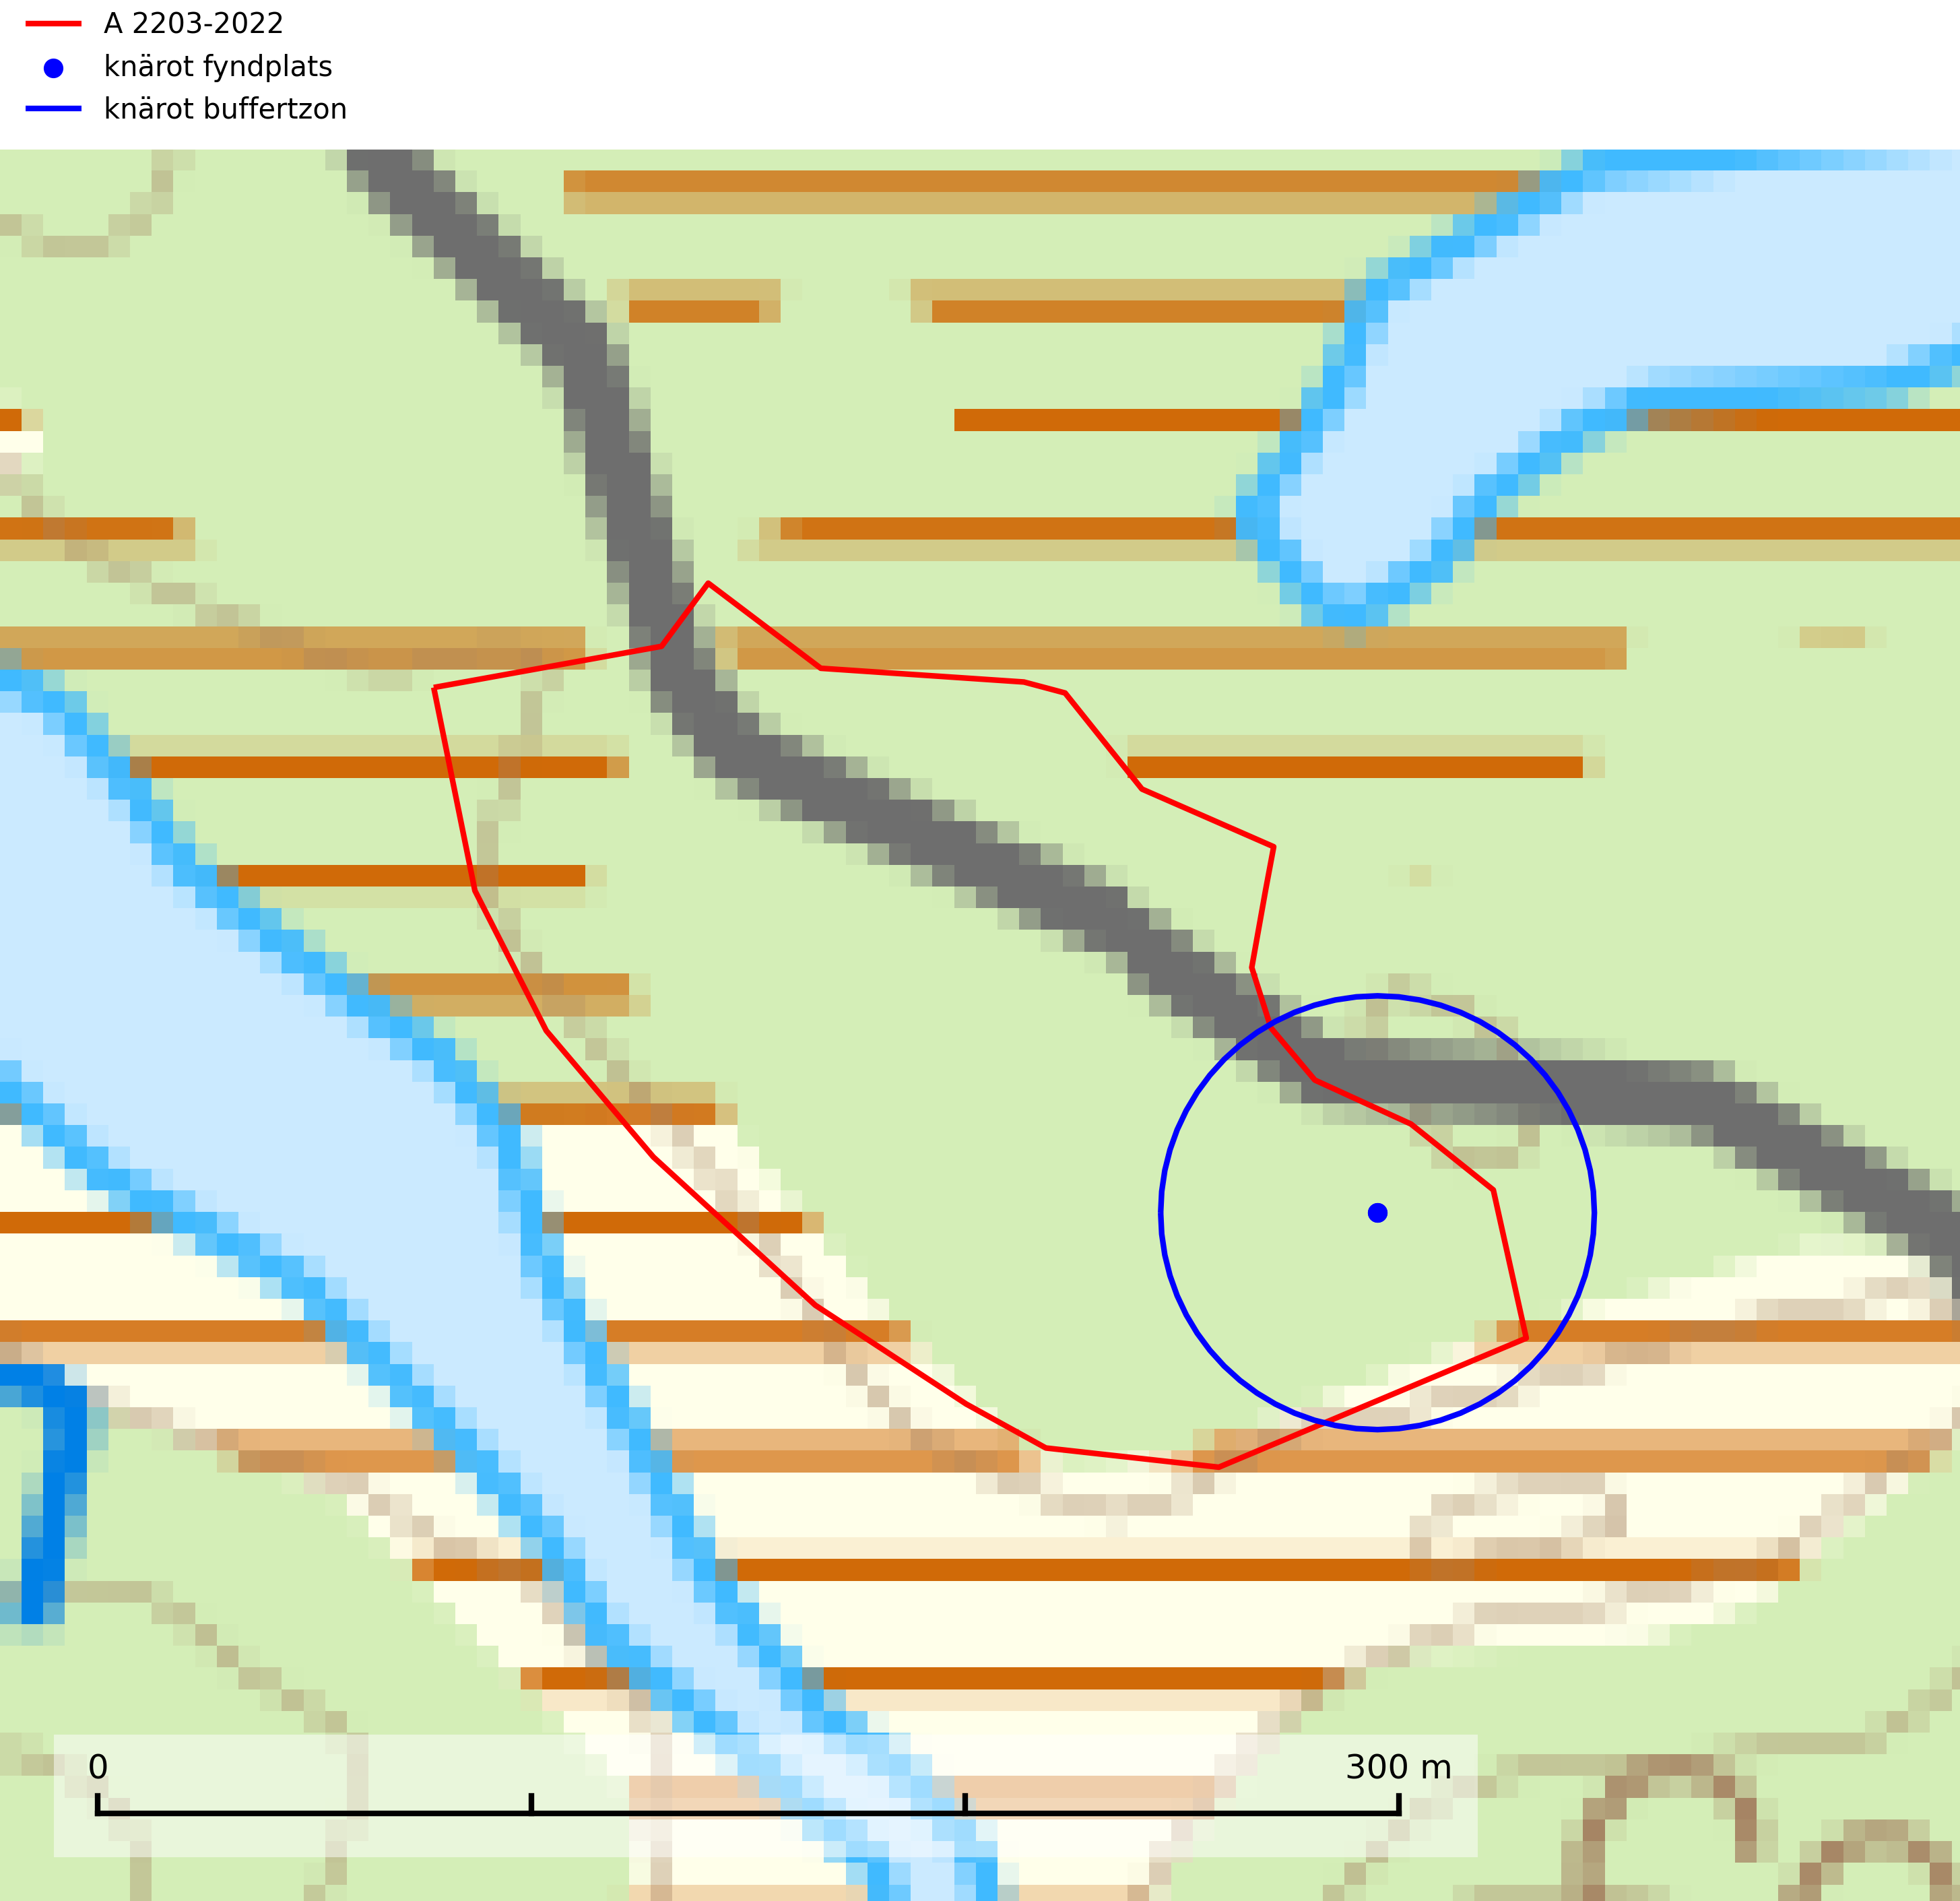 A 2203-2022
knärot fyndplats
knärot buffertzon
0 300 m